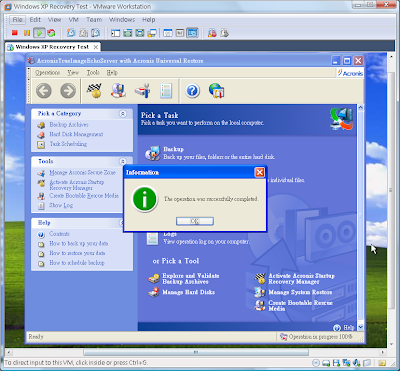 Windows XP Recovery Test - VMware Workstation
File Edit View VM Team Windows Help
Windows XP Recovery Test
AcronisTrueImageEchoServer with Acronis Universal Restore
Operations View Tools Help
Acronis
Pick a Category
Backup Archives
Hard Disk Management
Task Scheduling
Tools
Manage Acronis Secure Zone
Activate Acronis Startup
Recovery Manager
Create Bootable Rescue Media
Show Log
Help
Contents
How to back up your data
How to restore your data
How to schedule backup
Pick a Task
Pick a task you want to perform on the local computer.
Backup
Back up your files, folders or the entire hard disk.
individual files.
Information
The operation was successfully completed.
OK
Logs
View operation log on your computer.
or Pick a Tool
Explore and Validate
Backup Archives
Manage Hard Disks
Activate Acronis Startup
Recovery Manager
Manage System Restore
Create Bootable Rescue
Media
Help
Ready
Operation in progress 100%
To direct input to this VM, click inside or press Ctrl+G.